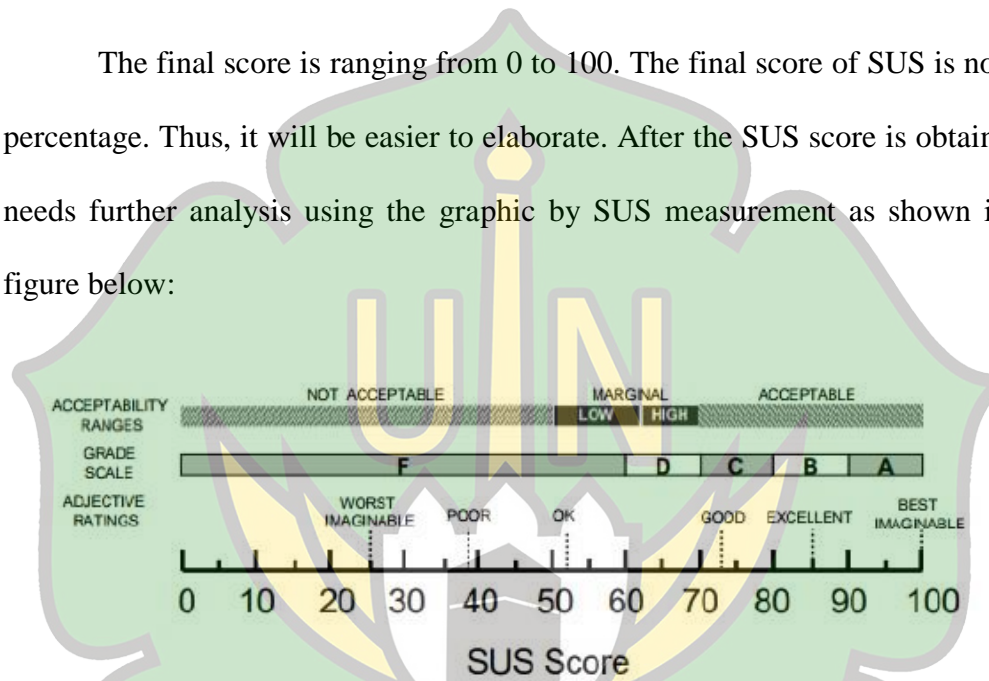 The final score is ranging from 0 to 100. The final score of SUS is no
percentage. Thus, it will be easier to elaborate. After the SUS score is obtain
needs further analysis using the graphic by SUS measurement as shown i
figure below:
UIN
NOT ACCEPTABLE MARGINAL ACCEPTABLE
ACCEPTABILITY RANGES LOW HIGH
GRADE SCALE F D C B A
ADJECTIVE RATINGS WORST IMAGINABLE POOR OK GOOD EXCELLENT BEST IMAGINABLE
0 10 20 30 40 50 60 70 80 90 100
SUS Score